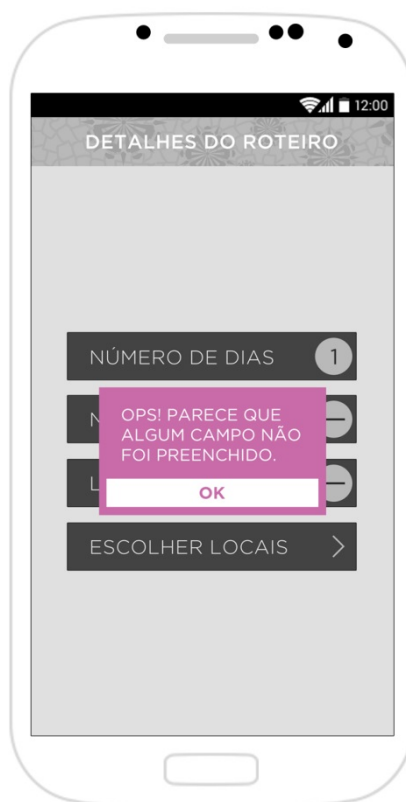 12:00
DETALHES DO ROTEIRO
NÚMERO DE DIAS 1
OPS! PARECE QUE
ALGUM CAMPO NÃO
FOI PREENCHIDO.
OK
ESCOLHER LOCAIS